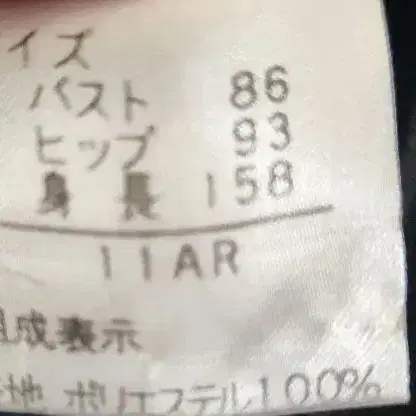 イズ
バスト 86
ヒップ 93
身長 158
11AR
成表示
地 ポリエステル100%